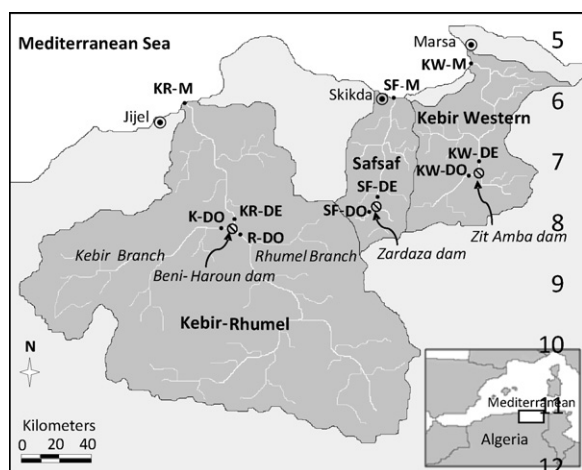 Mediterranean Sea
Marsa
5
KW-M
KR-M
Skikda
SF-M
6
Jijel
Kebir Western
Safsaf
KW-DE
7
KW-DO
SF-DE
K-DO
KR-DE
SF-DO
Zit Amba dam
8
R-DO
Kebir Branch
Rhumel Branch
Zardaza dam
Beni- Haroun dam
9
Kebir-Rhumel
N
10
Mediterranean
11
Kilometers
Algeria
0 20 40
12